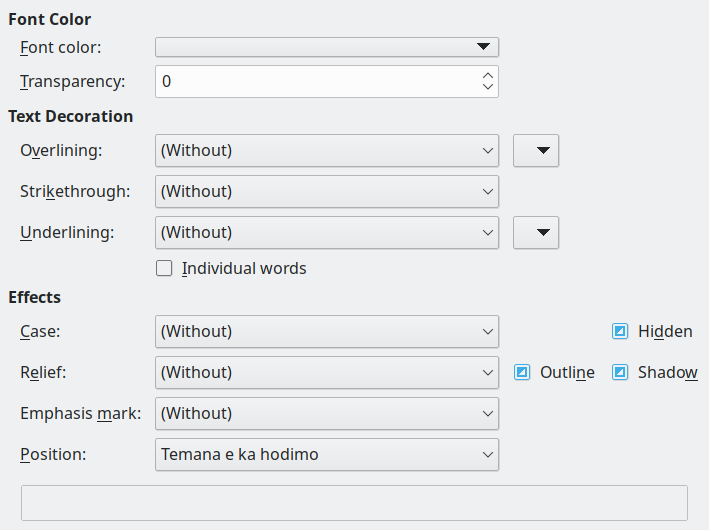 Font Color
Font color:
Transparency: 0
Text Decoration
Overlining: (Without)
Strikethrough: (Without)
Underlining: (Without)
Individual words
Effects
Case: (Without) Hidden
Relief: (Without) Outline Shadow
Emphasis mark: (Without)
Position: Temana e ka hodimo